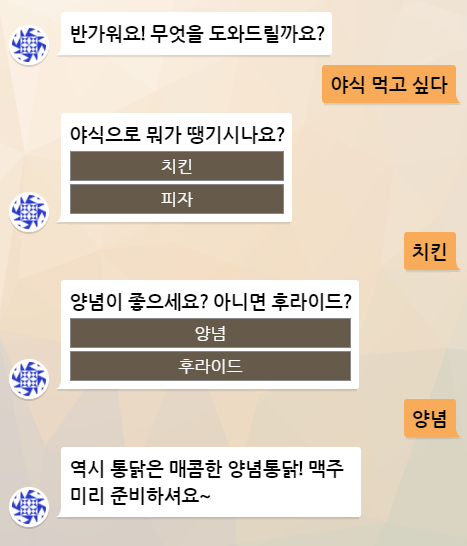 반가워요! 무엇을 도와드릴까요?
야식 먹고 싶다
야식으로 뭐가 땡기시나요?
치킨
피자
치킨
양념이 좋으세요? 아니면 후라이드?
양념
후라이드
양념
역시 통닭은 매콤한 양념통닭! 맥주
미리 준비하셔요~